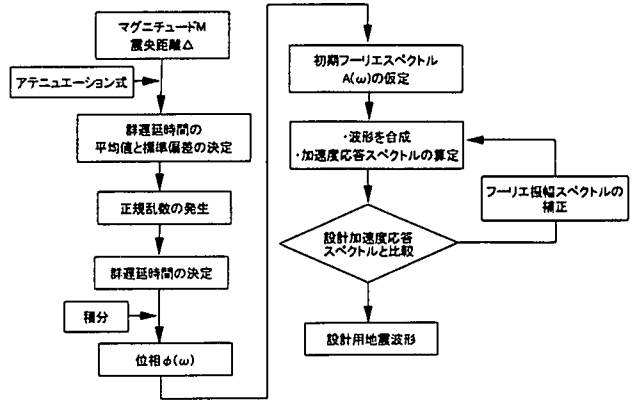 マグニチュードM
震央距離△
アテニュエーション式
群遅延時間の
平均値と標準偏差の決定
正規乱数の発生
群遅延時間の決定
積分
位相φ(ω)
初期フーリエスペクトル
A(ω)の仮定
・波形を合成
・加速度応答スペクトルの算定
フーリエ振幅スペクトルの
補正
設計加速度応答
スペクトルと比較
設計用地震波形